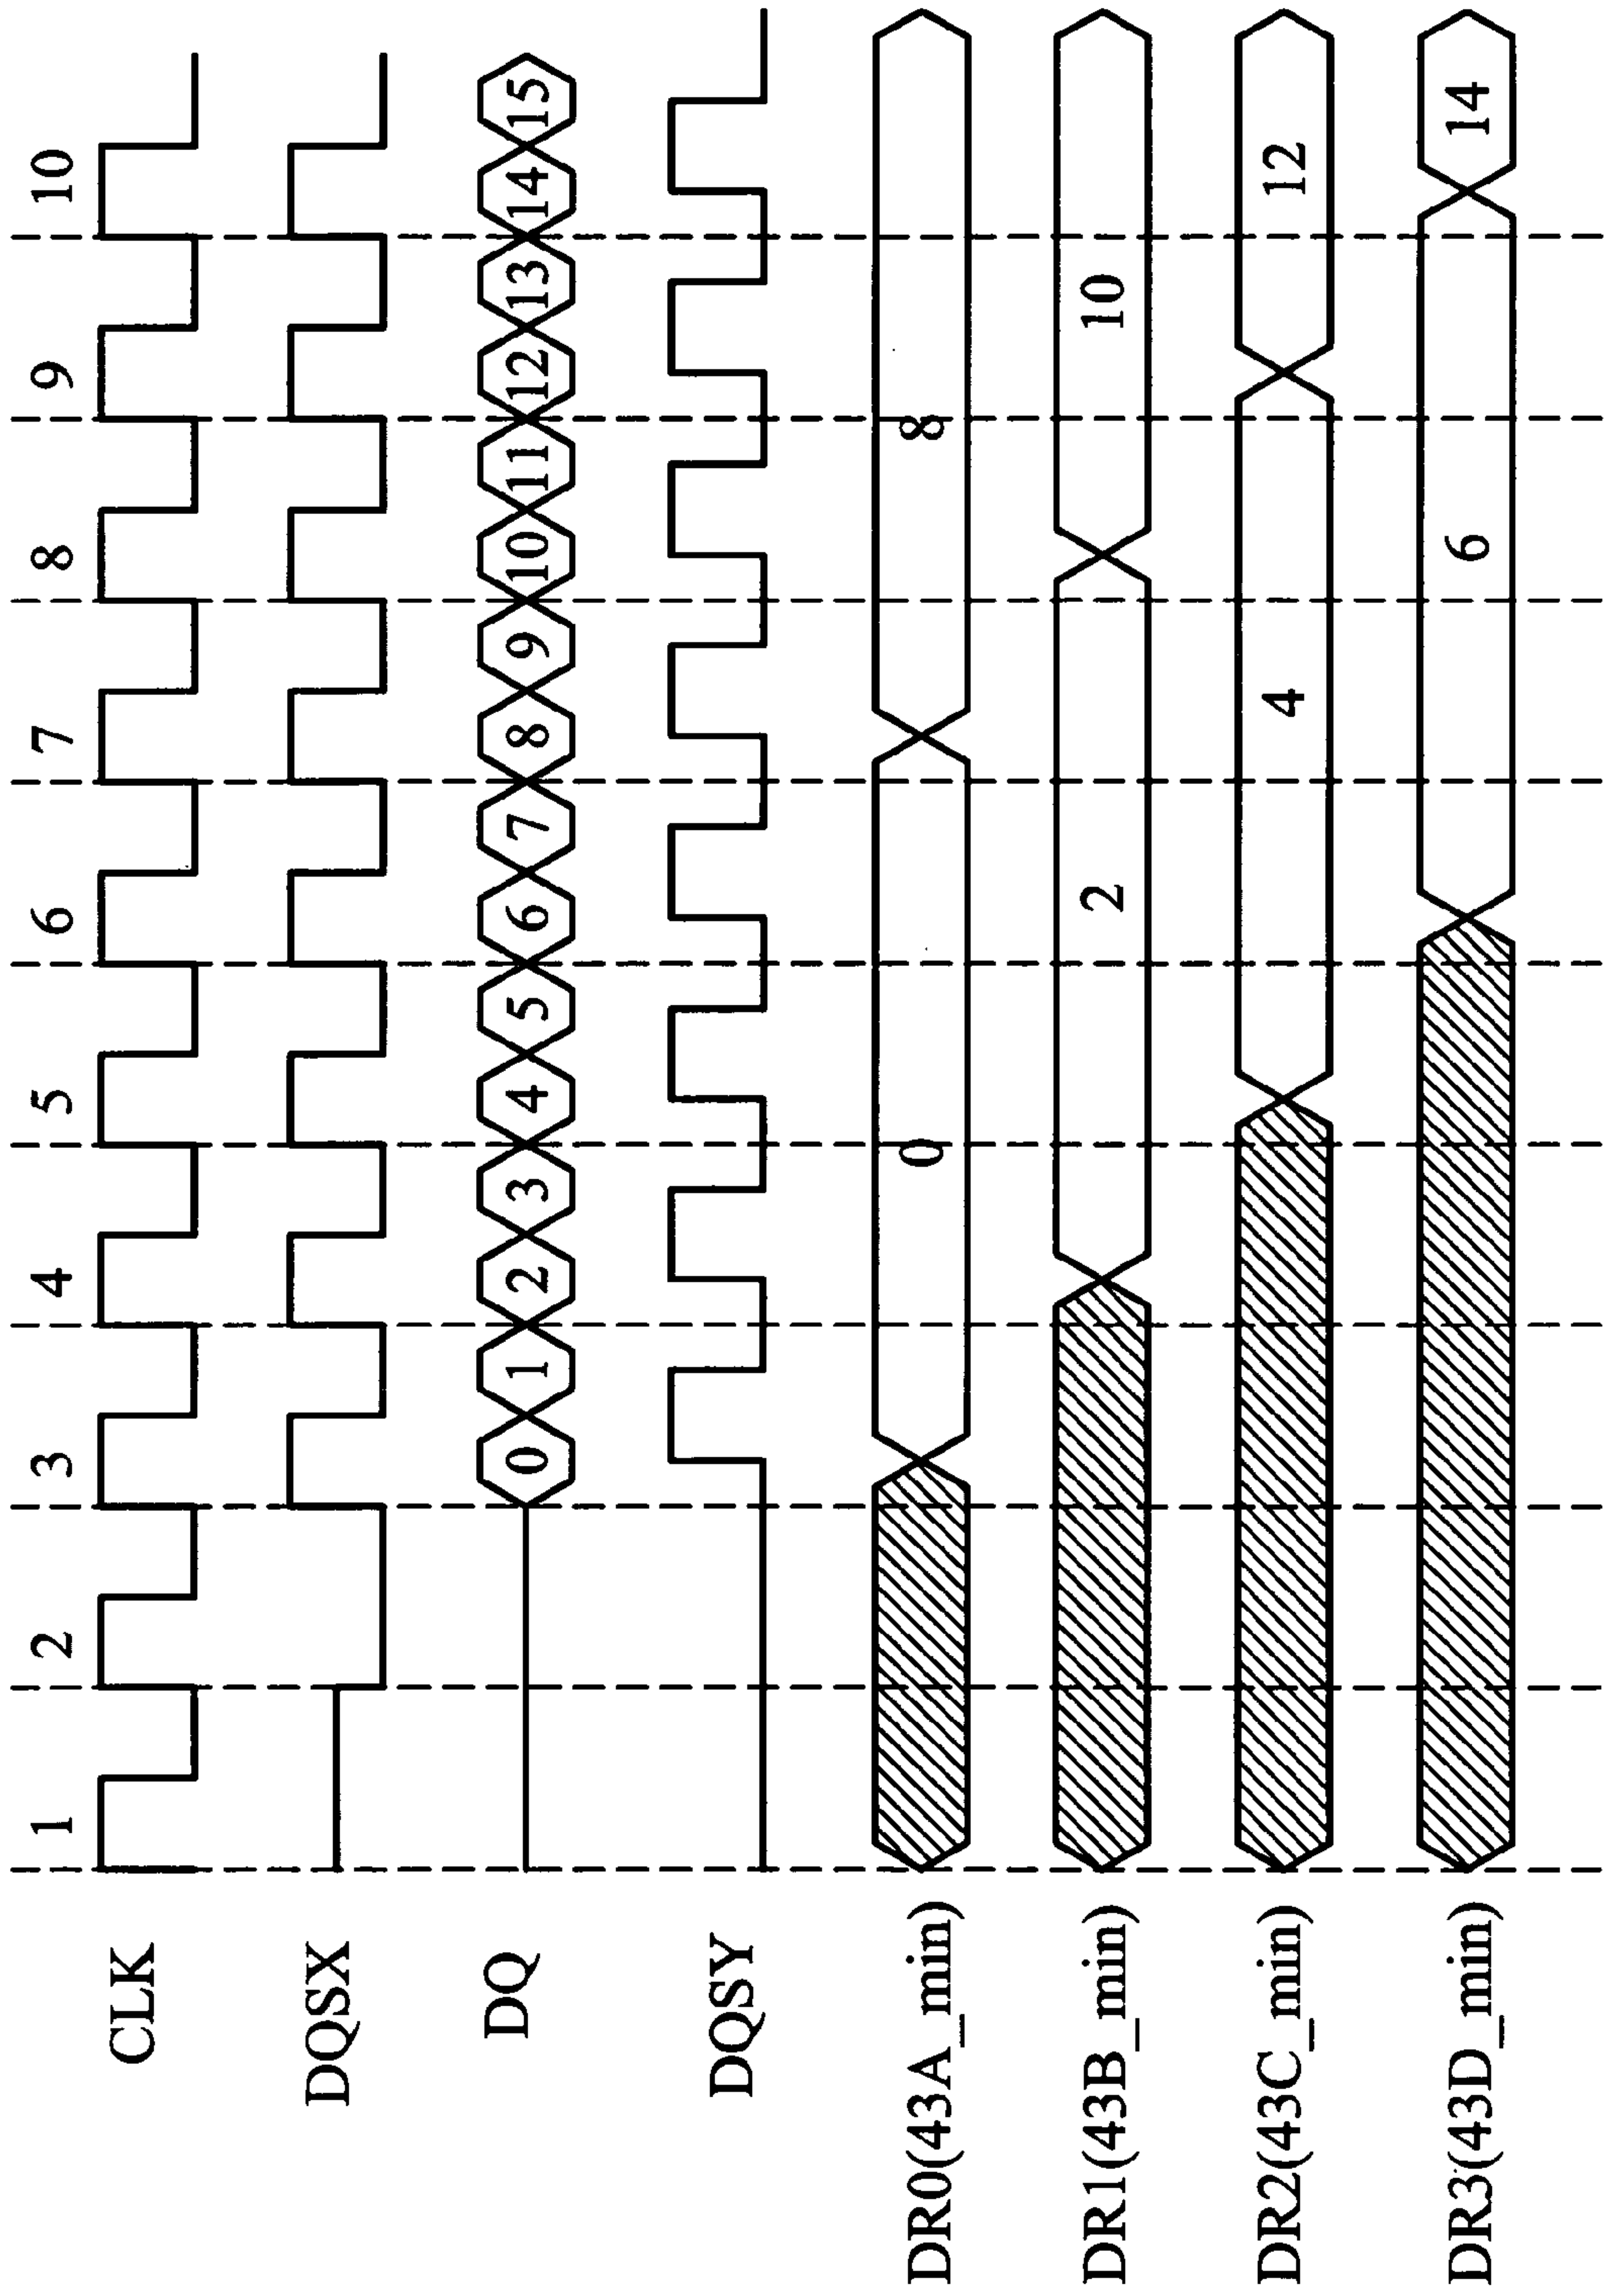 1 2 3 4 5 6 7 8 9 10
CLK
DQSX
DQ 0 1 2 3 4 5 6 7 8 9 10 11 12 13 14 15
DQSY
DR0(43A_min) 0 8
DR1(43B_min) 2 10
DR2(43C_min) 4 12
DR3(43D_min) 6 14